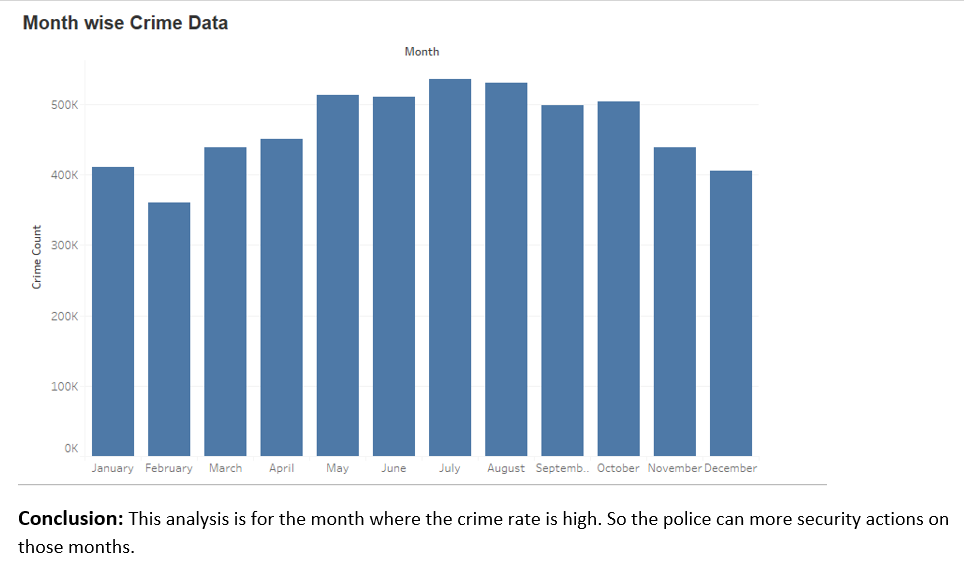 Month wise Crime Data
Month
500K
400K
300K
200K
100K
0K
Crime Count
January February March April May June July August Septemb.. October November December
Conclusion: This analysis is for the month where the crime rate is high. So the police can more security actions on
those months.